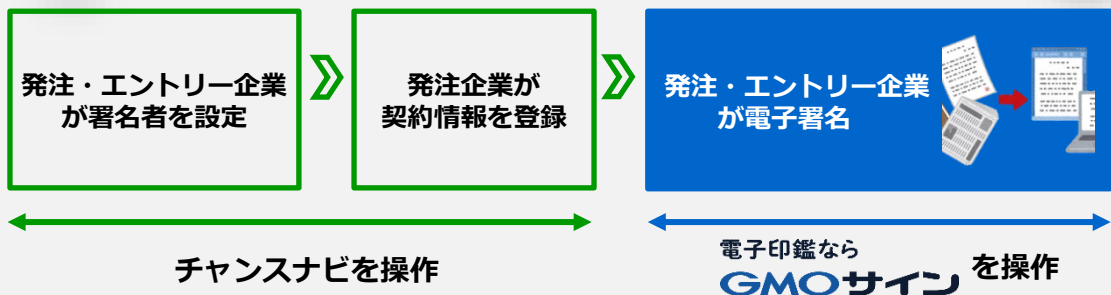 発注・エントリー企業
が署名者を設定
発注企業が
契約情報を登録
発注・エントリー企業
が電子署名
チャンスナビを操作
電子印鑑なら
GMOサイン を操作